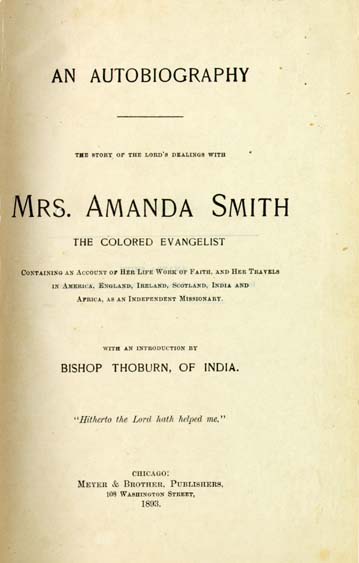 AN AUTOBIOGRAPHY
THE STORY OF THE LORD'S DEALINGS WITH
MRS. AMANDA SMITH
THE COLORED EVANGELIST
CONTAINING AN ACCOUNT OF HER LIFE WORK OF FAITH, AND HER TRAVELS
IN AMERICA, ENGLAND, IRELAND, SCOTLAND, INDIA AND
AFRICA, AS AN INDEPENDENT MISSIONARY.
WITH AN INTRODUCTION BY
BISHOP THOBURN, OF INDIA.
"Hitherto the Lord hath helped me."
CHICAGO:
MEYER & BROTHER, PUBLISHERS,
108 WASHINGTON STREET,
1893.